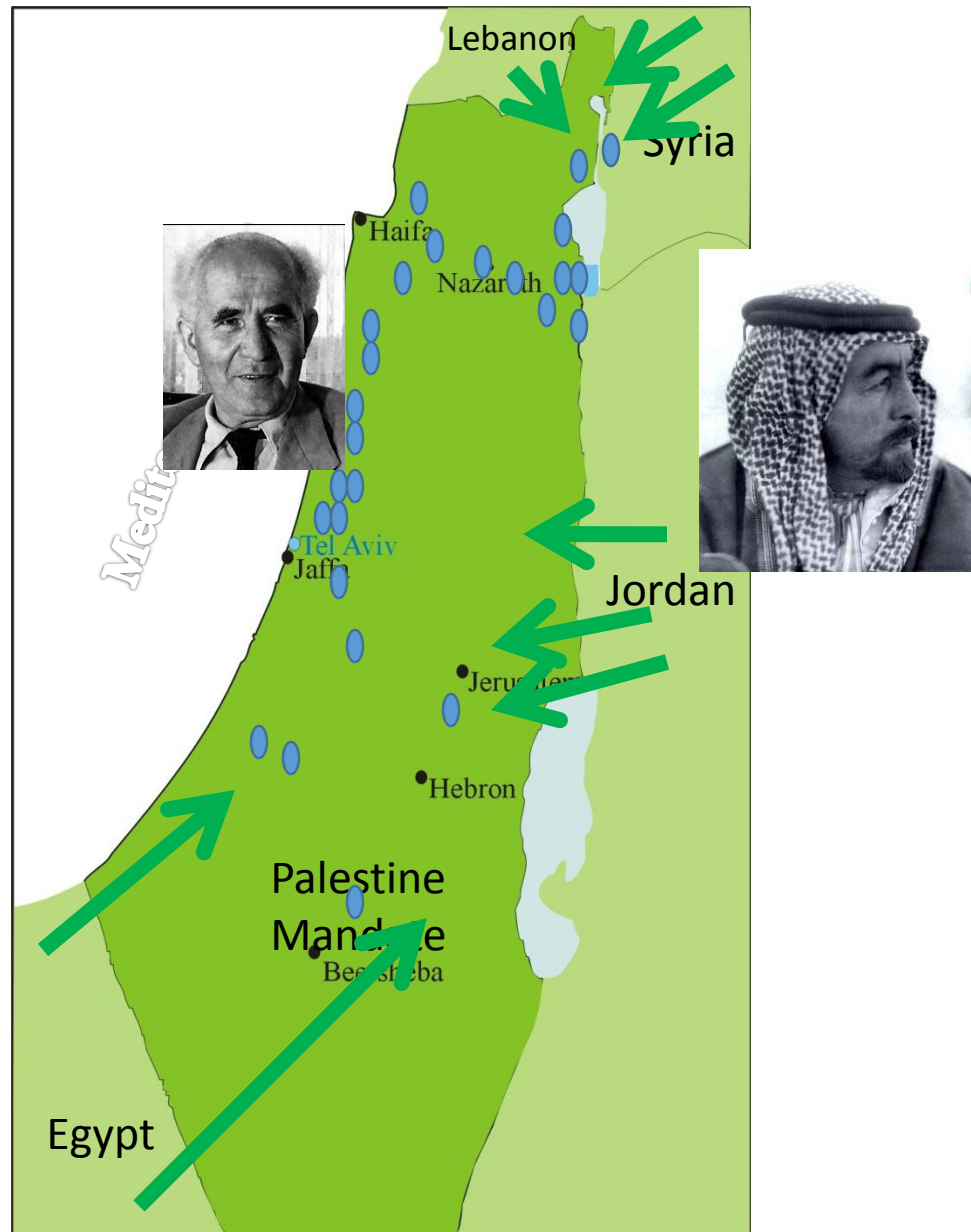 Lebanon
Syria
Haifa
Nazareth
Tel Aviv
Jaffa
Jordan
Jerusalem
Hebron
Palestine
Mandate
Beersheba
Egypt